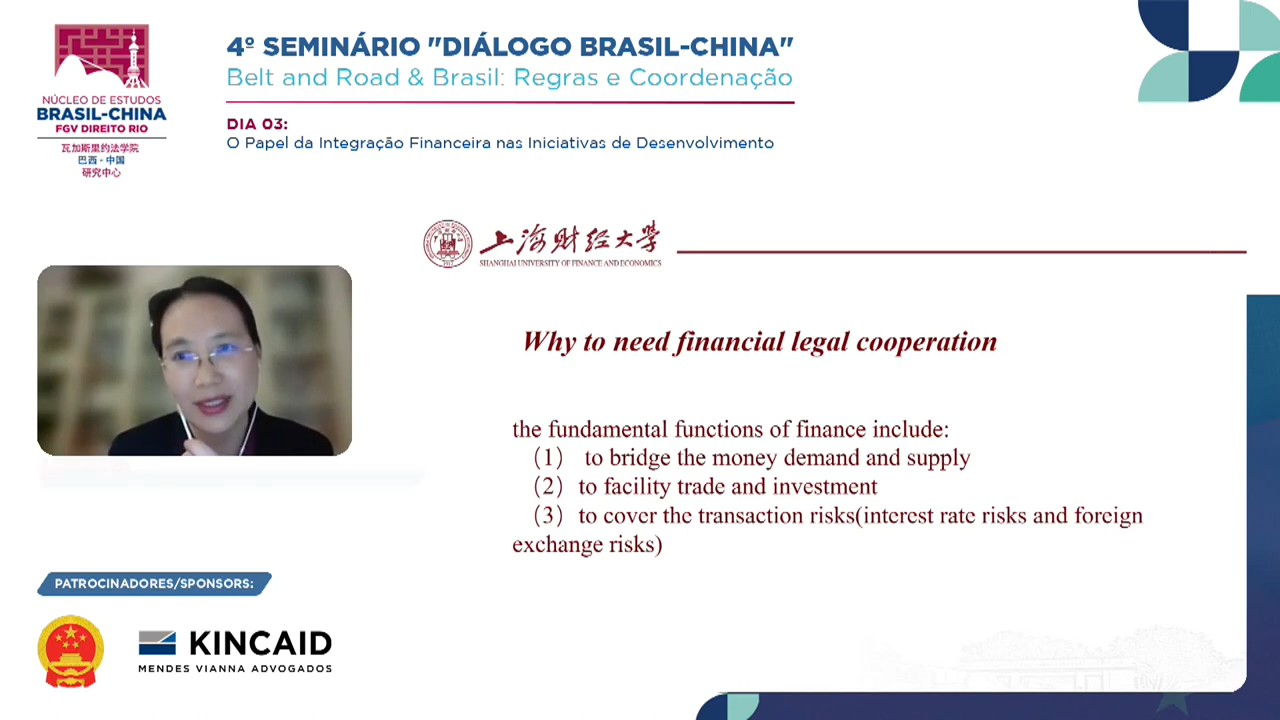 4º SEMINÁRIO "DIÁLOGO BRASIL-CHINA"
Belt and Road & Brasil: Regras e Coordenação
DIA 03:
O Papel da Integração Financeira nas Iniciativas de Desenvolvimento
NÚCLEO DE ESTUDOS
BRASIL-CHINA
FGV DIREITO RIO
瓦加斯里约法学院
巴西 - 中国
研究中心
上海财经大学
SHANGHAI UNIVERSITY OF FINANCE AND ECONOMICS
Why to need financial legal cooperation
the fundamental functions of finance include:
（1） to bridge the money demand and supply
（2）to facility trade and investment
（3）to cover the transaction risks(interest rate risks and foreign
exchange risks)
PATROCINADORES/SPONSORS:
KINCAID
MENDES VIANNA ADVOGADOS